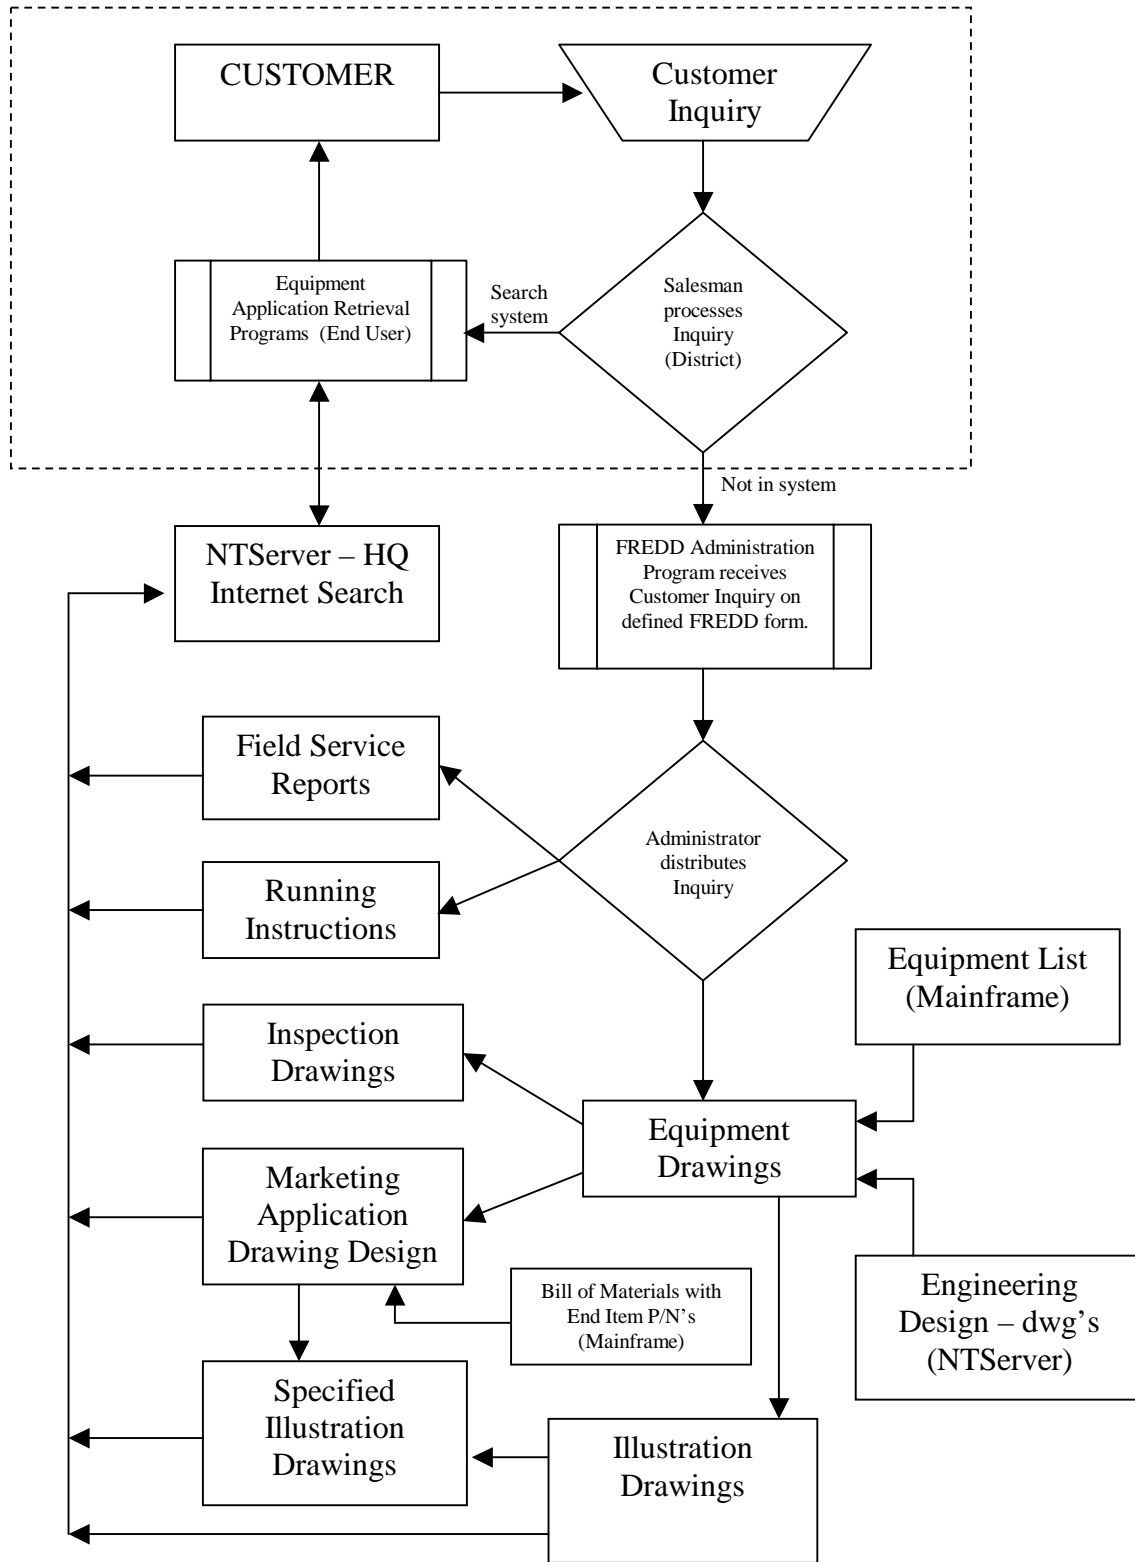 CUSTOMER
Customer
Inquiry
Equipment
Application Retrieval
Programs (End User)
Search
system
Salesman
processes
Inquiry
(District)
Not in system
NTServer – HQ
Internet Search
FREDD Administration
Program receives
Customer Inquiry on
defined FREDD form.
Field Service
Reports
Administrator
distributes
Inquiry
Running
Instructions
Equipment List
(Mainframe)
Inspection
Drawings
Equipment
Drawings
Marketing
Application
Drawing Design
Bill of Materials with
End Item P/N’s
(Mainframe)
Engineering
Design – dwg’s
(NTServer)
Specified
Illustration
Drawings
Illustration
Drawings